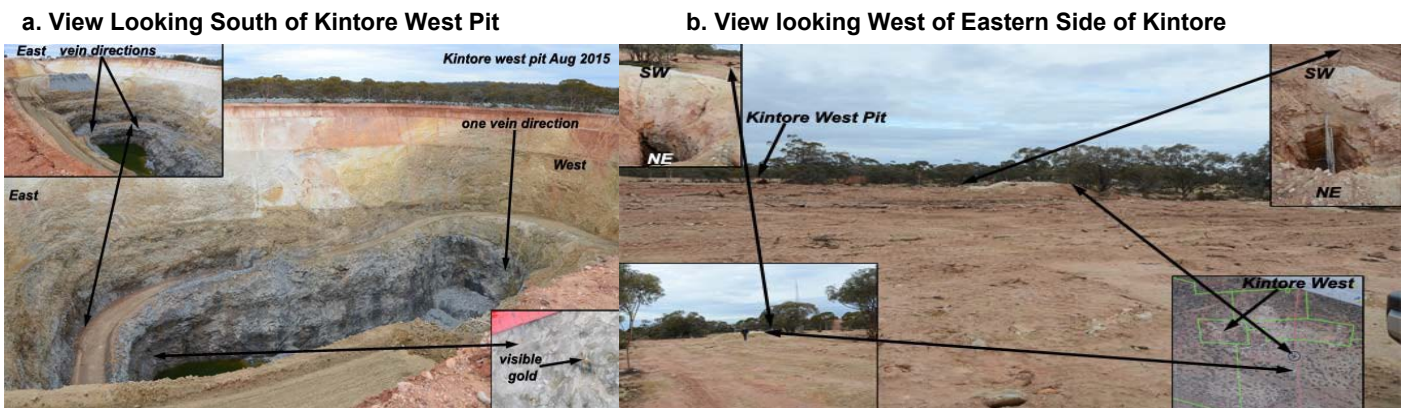 a. View Looking South of Kintore West Pit
East vein directions
Kintore west pit Aug 2015
one vein direction
West
East
visible
gold
b. View looking West of Eastern Side of Kintore
SW
NE
Kintore West Pit
SW
NE
Kintore West